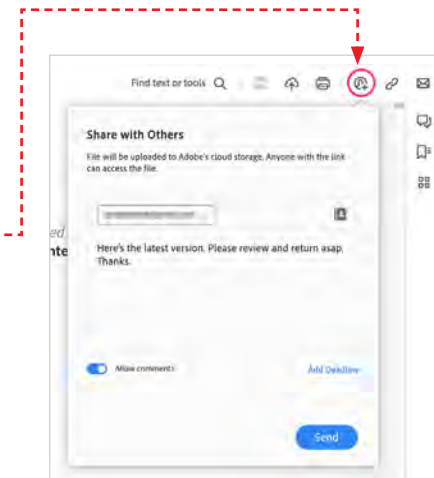 Find text or tools
Share with Others
File will be uploaded to Adobe's cloud storage. Anyone with the link
can access the file.
ed
nte
Here's the latest version. Please review and return asap.
Thanks.
Allow comments
Add Deadline
Send